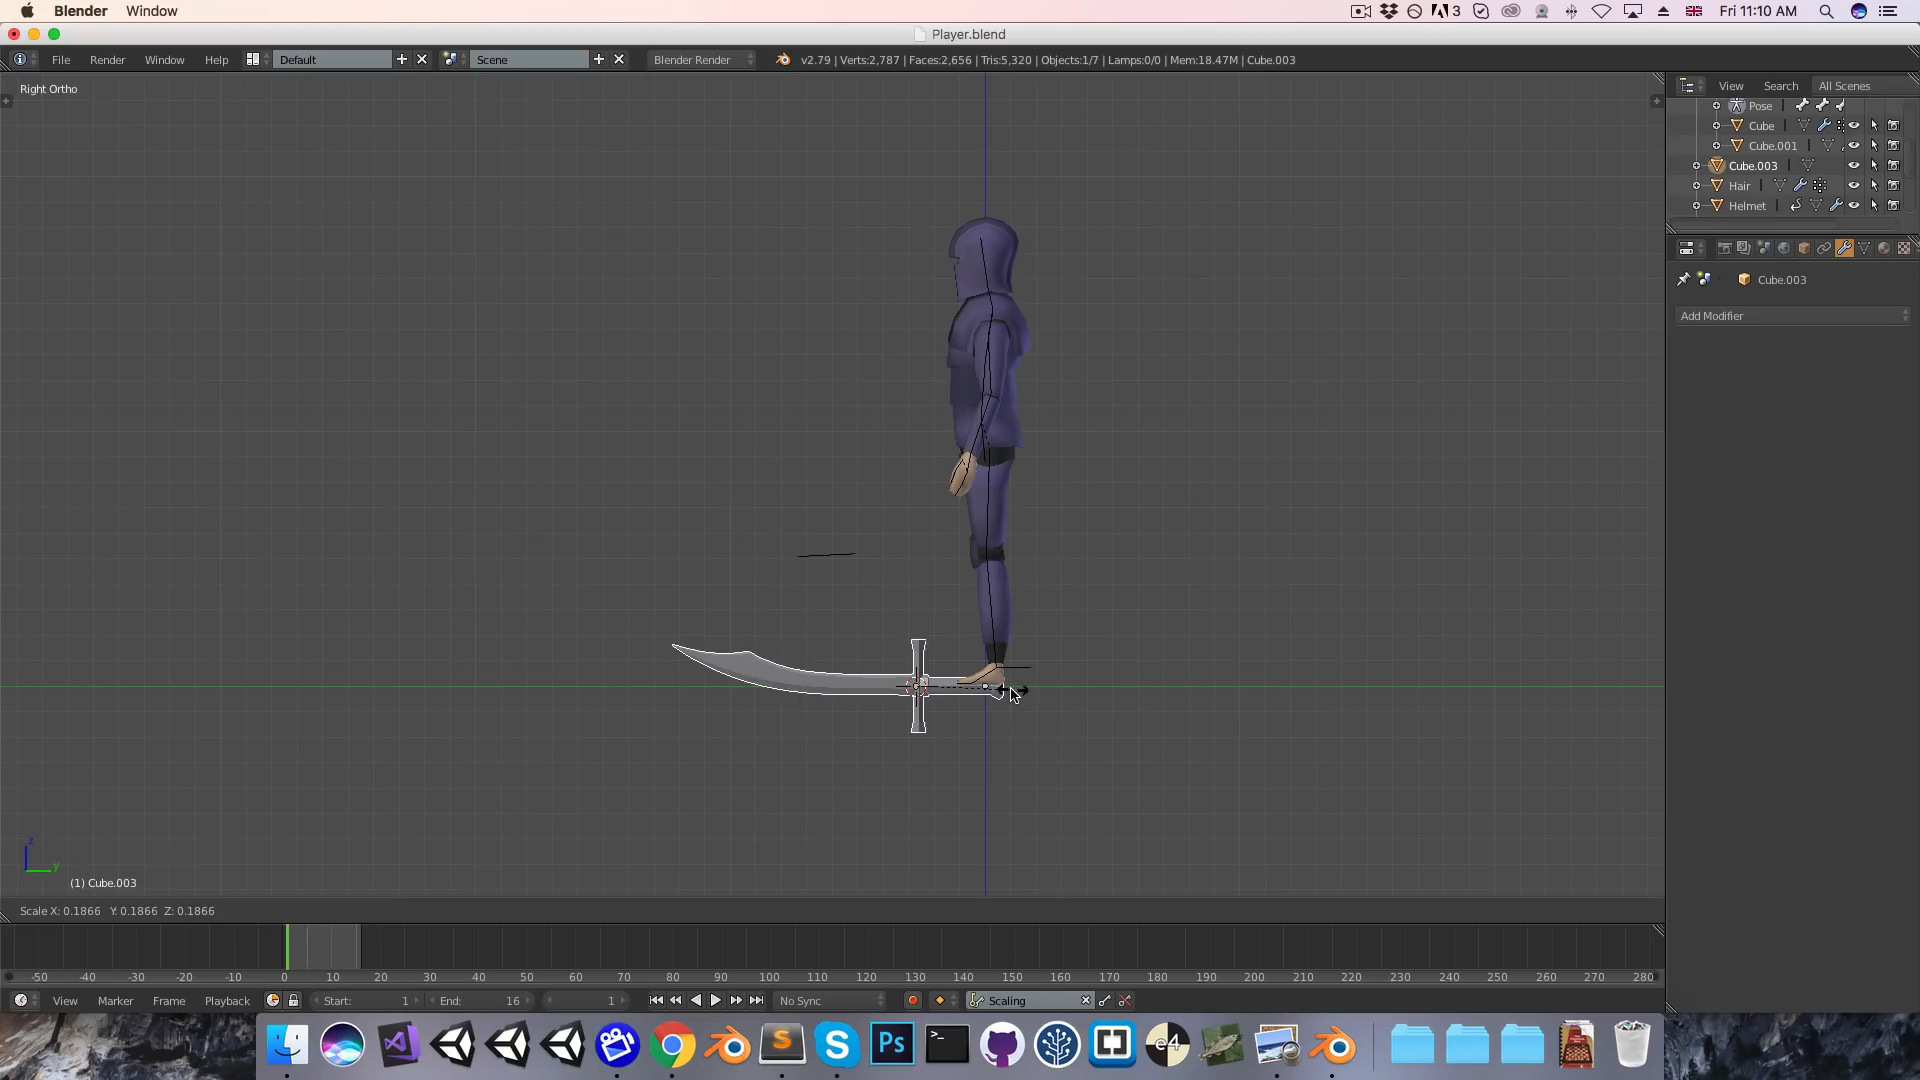 Blender Window
3
Fri 11:10 AM
Player.blend
File Render Window Help Default Scene Blender Render v2.79 | Verts:2,787 | Faces:2,656 | Tris:5,320 | Objects:1/7 | Lamps:0/0 | Mem:18.47M | Cube.003
View Search All Scenes
Right Ortho
Pose
Cube
Cube.001
Cube.003
Hair
Helmet
Cube.003
Add Modifier
z
y
(1) Cube.003
Scale X: 0.1866 Y: 0.1866 Z: 0.1866
-50 -40 -30 -20 -10 0 10 20 30 40 50 60 70 80 90 100 110 120 130 140 150 160 170 180 190 200 210 220 230 240 250 260 270 280
View Marker Frame Playback Start: 1 End: 16 1 No Sync Scaling
S S Ps >_ e4